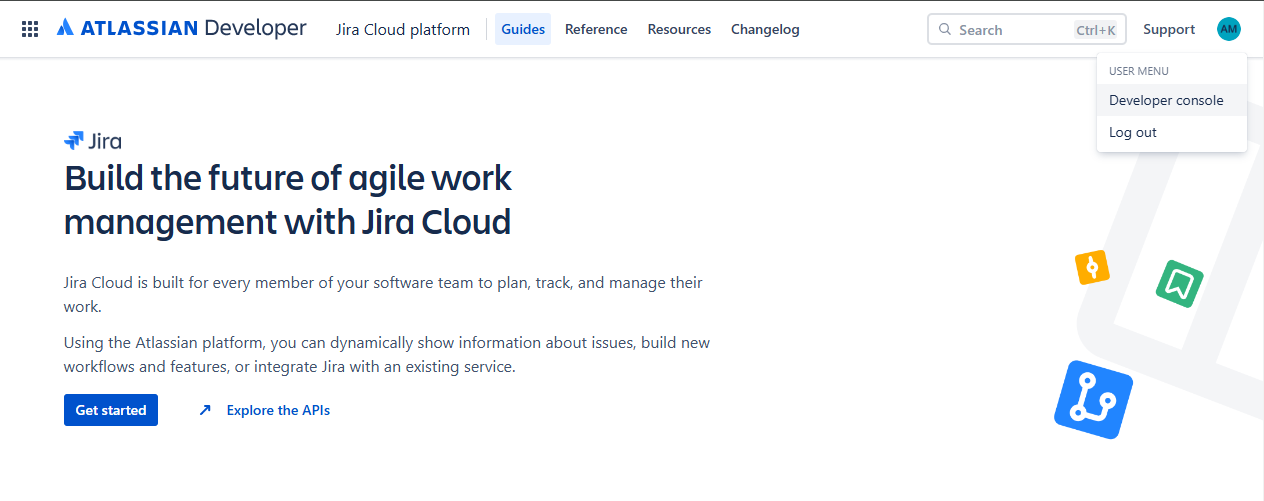 ATLASSIAN Developer
Jira Cloud platform
Guides
Reference
Resources
Changelog
Search
Ctrl+K
Support
AM
USER MENU
Developer console
Log out
Jira
Build the future of agile work
management with Jira Cloud
Jira Cloud is built for every member of your software team to plan, track, and manage their
work.
Using the Atlassian platform, you can dynamically show information about issues, build new
workflows and features, or integrate Jira with an existing service.
Get started
Explore the APIs